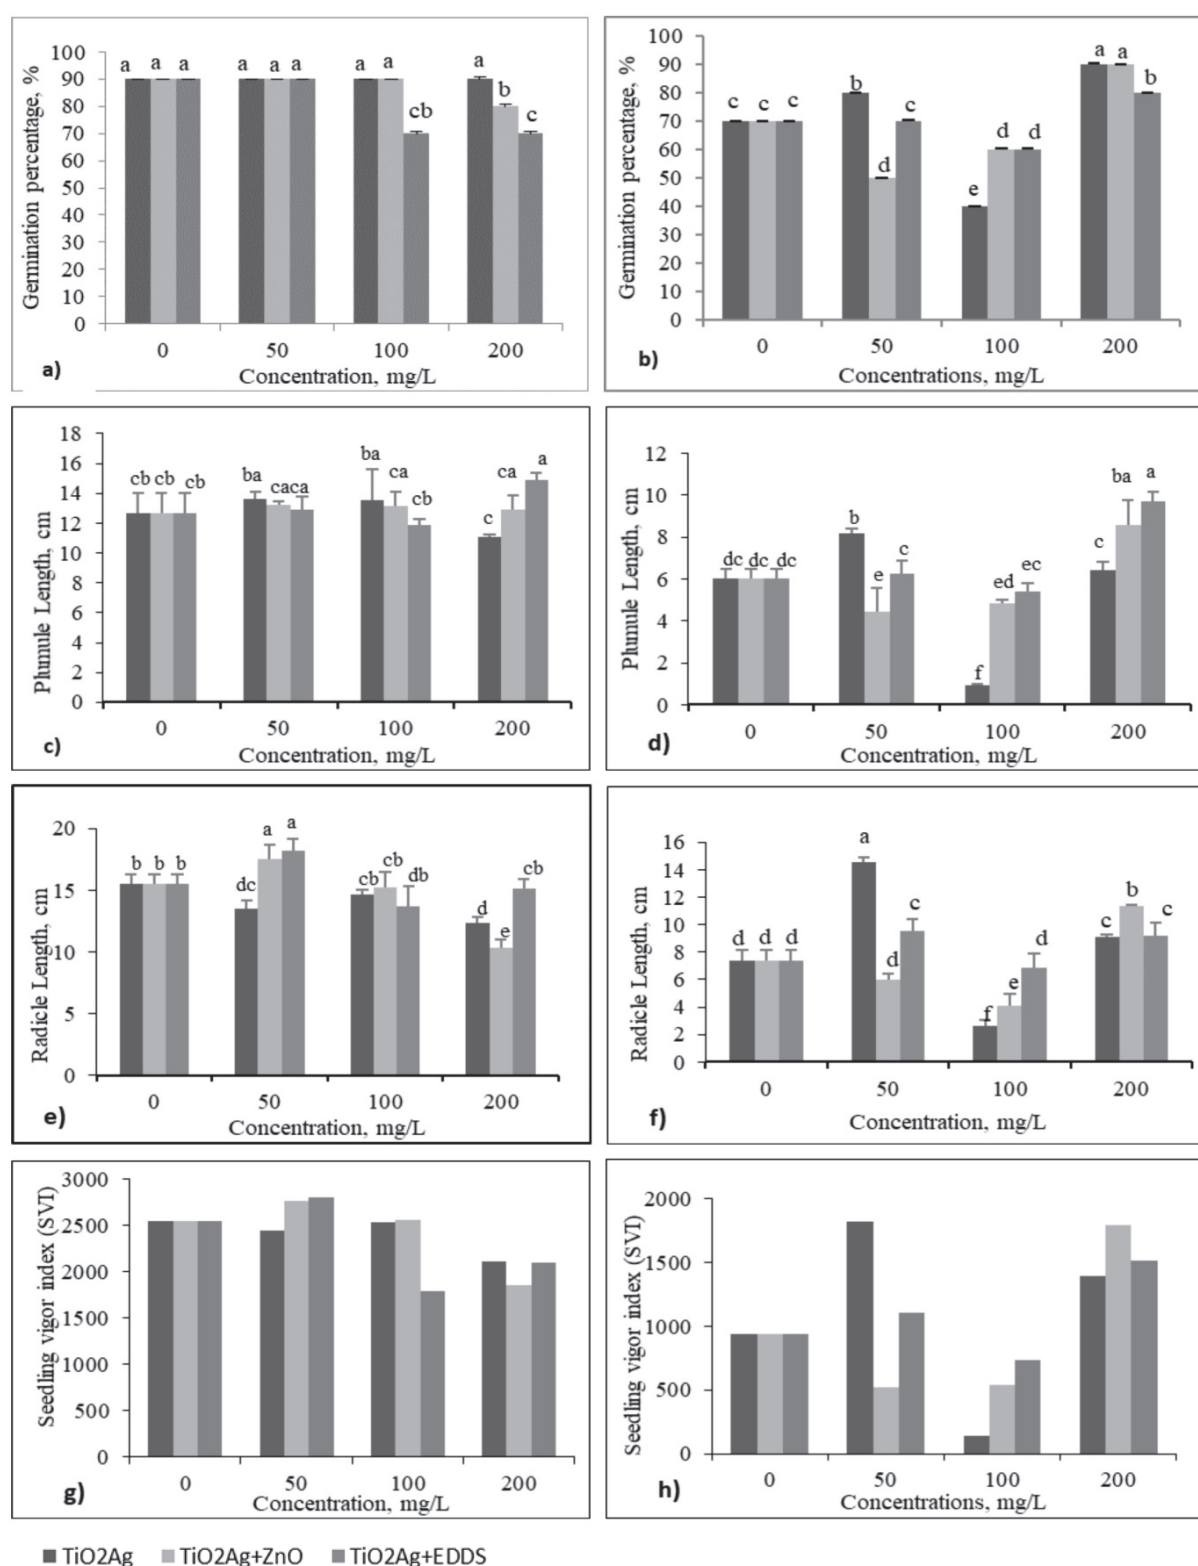 100
90
80
70
60
50
40
30
20
10
0
Germination percentage, %
a a a
a a a
a a cb
a b c
0 50 100 200
Concentration, mg/L
a)
100
90
80
70
60
50
40
30
20
10
0
Germination percentage, %
c c c
b d c
e d d
a a b
0 50 100 200
Concentrations, mg/L
b)
18
16
14
12
10
8
6
4
2
0
Plumule Length, cm
cb cb cb
ba caca
ba ca cb
c ca a
0 50 100 200
Concentration, mg/L
c)
12
10
8
6
4
2
0
Plumule Length, cm
dc dc dc
b e c
f ed ec
c ba a
0 50 100 200
Concentration, mg/L
d)
20
15
10
5
0
Radicle Length, cm
b b b
dc a a
cb cb db
d e cb
0 50 100 200
Concentration, mg/L
e)
16
14
12
10
8
6
4
2
0
Radicle Length, cm
d d d
a d c
f e d
c b c
0 50 100 200
Concentration, mg/L
f)
3000
2500
2000
1500
1000
500
0
Seedling vigor index (SVI)
0 50 100 200
Concentration, mg/L
g)
2000
1500
1000
500
0
Seedling vigor index (SVI)
0 50 100 200
Concentrations, mg/L
h)
TiO2Ag TiO2Ag+ZnO TiO2Ag+EDDS